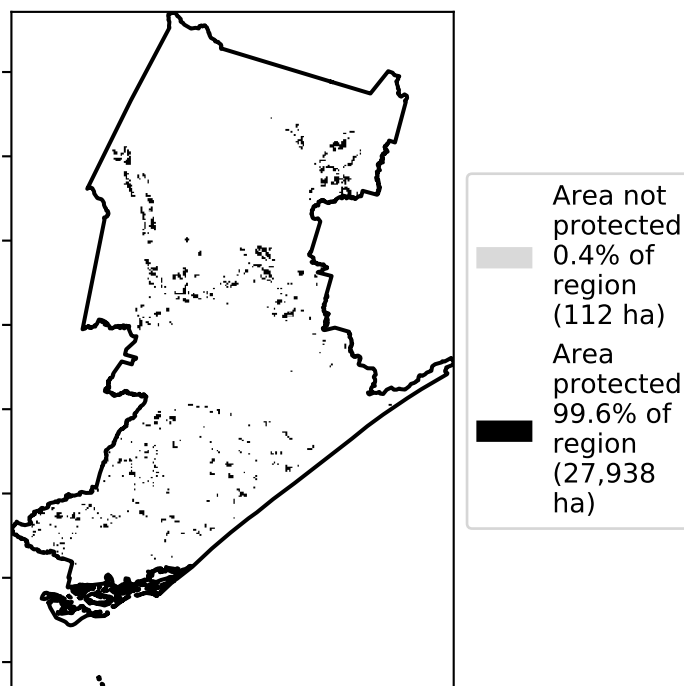 Area not
protected
0.4% of
region
(112 ha)
Area
protected
99.6% of
region
(27,938
ha)